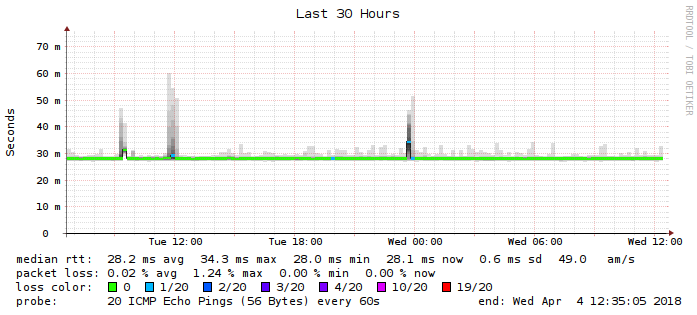 Last 30 Hours
RRDTOOL / TOBI OETIKER
Seconds
70 m
60 m
50 m
40 m
30 m
20 m
10 m
0
Tue 12:00 Tue 18:00 Wed 00:00 Wed 06:00 Wed 12:00
median rtt: 28.2 ms avg 34.3 ms max 28.0 ms min 28.1 ms now 0.6 ms sd 49.0 am/s
packet loss: 0.02 % avg 1.24 % max 0.00 % min 0.00 % now
loss color: 0 1/20 2/20 3/20 4/20 10/20 19/20
probe: 20 ICMP Echo Pings (56 Bytes) every 60s end: Wed Apr 4 12:35:05 2018